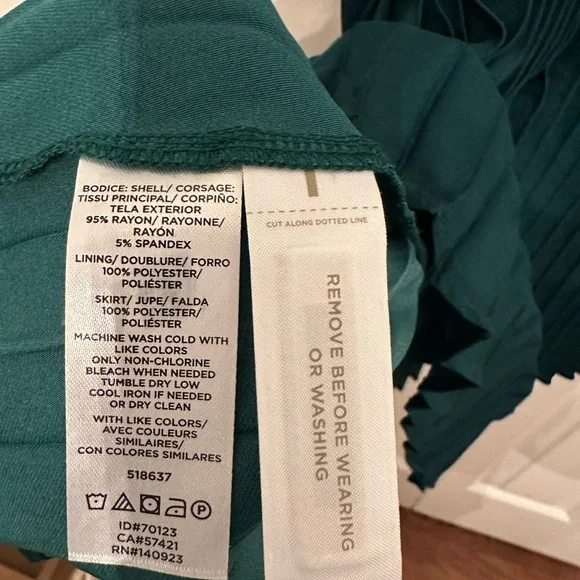 BODICE: SHELL/ CORSAGE:
TISSU PRINCIPAL/ CORPIÑO:
TELA EXTERIOR
95% RAYON/ RAYONNE/
RAYÓN
5% SPANDEX
LINING/ DOUBLURE/ FORRO
100% POLYESTER/
POLIÉSTER
SKIRT/ JUPE/ FALDA
100% POLYESTER/
POLIÉSTER
MACHINE WASH COLD WITH
LIKE COLORS
ONLY NON-CHLORINE
BLEACH WHEN NEEDED
TUMBLE DRY LOW
COOL IRON IF NEEDED
OR DRY CLEAN
WITH LIKE COLORS/
AVEC COULEURS
SIMILAIRES/
CON COLORES SIMILARES
518637
P
ID#70123
CA#57421
RN#140923
CUT ALONG DOTTED LINE
REMOVE BEFORE WEARING
OR WASHING